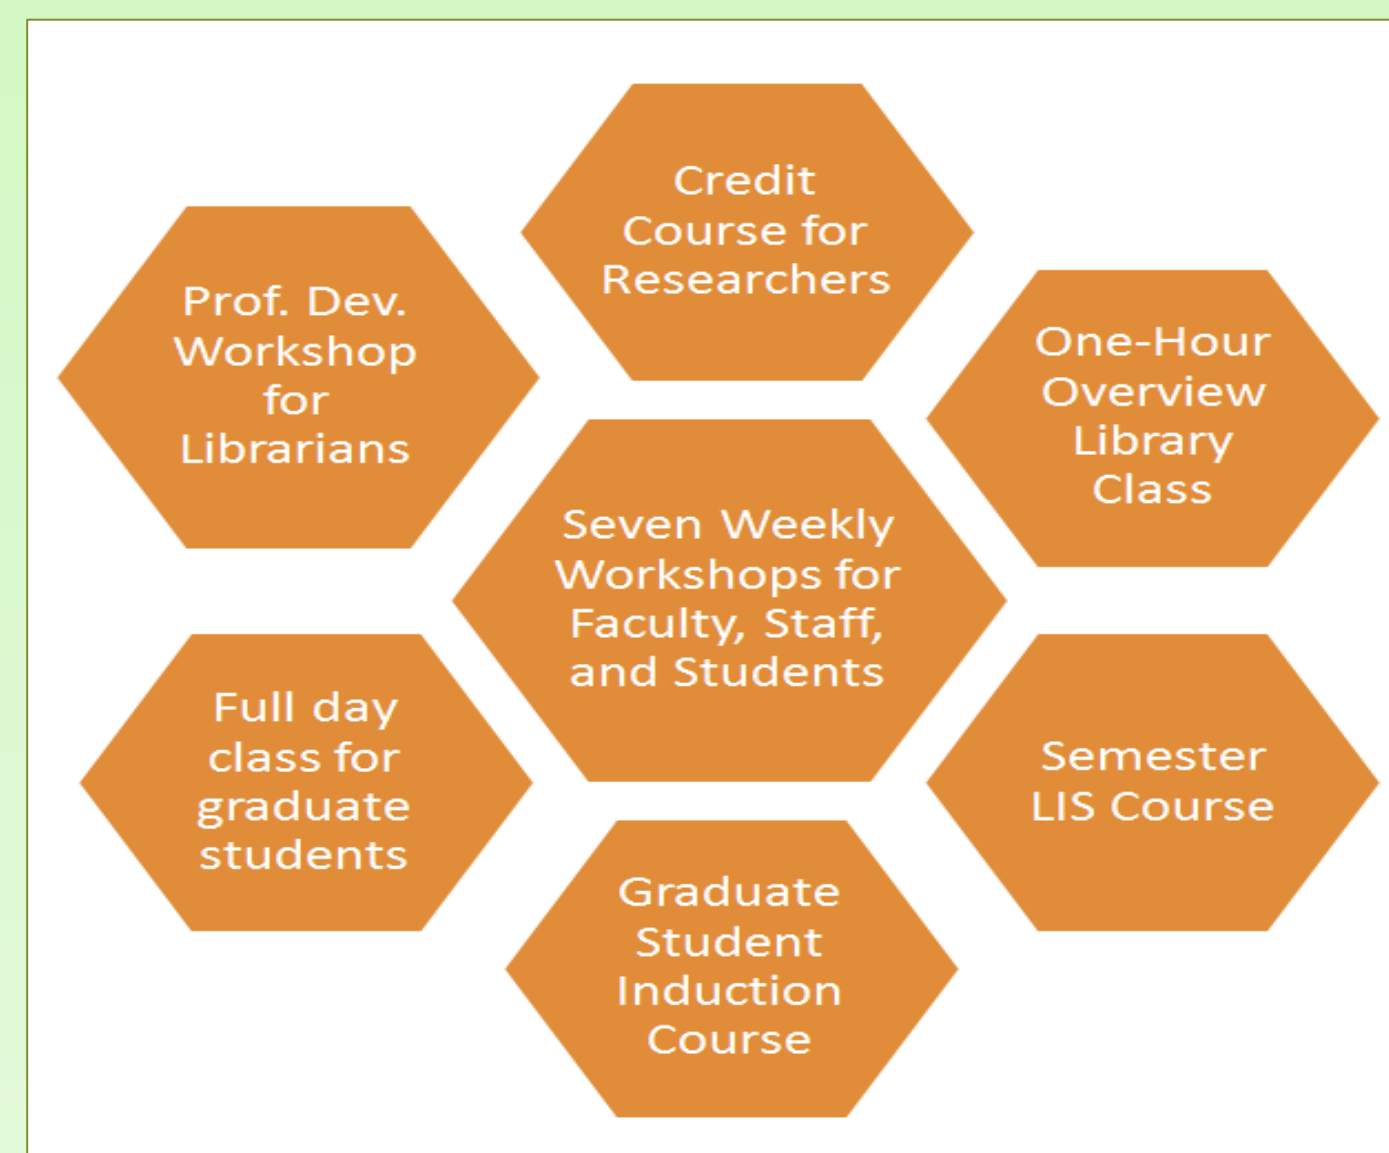 Credit
Course for
Researchers
Prof. Dev.
Workshop
for
Librarians
One-Hour
Overview
Library
Class
Seven Weekly
Workshops for
Faculty, Staff,
and Students
Full day
class for
graduate
students
Semester
LIS Course
Graduate
Student
Induction
Course